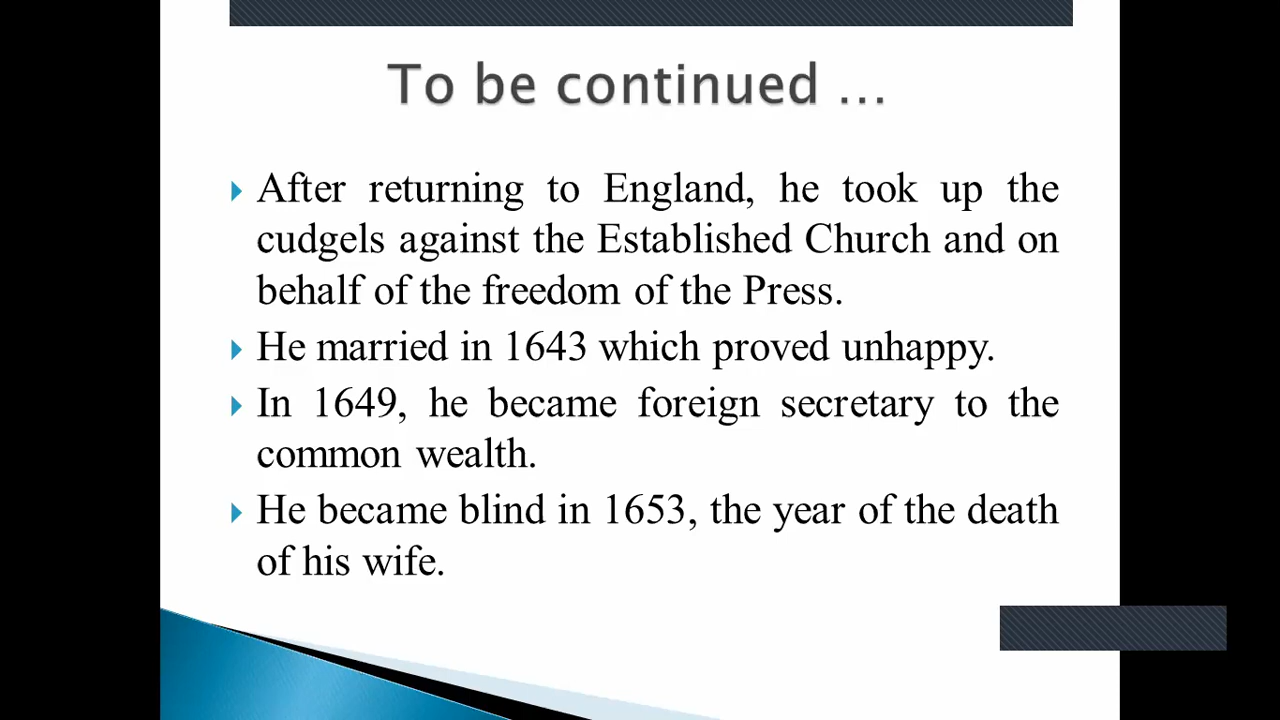 To be continued ...
After returning to England, he took up the
cudgels against the Established Church and on
behalf of the freedom of the Press.
He married in 1643 which proved unhappy.
In 1649, he became foreign secretary to the
common wealth.
He became blind in 1653, the year of the death
of his wife.